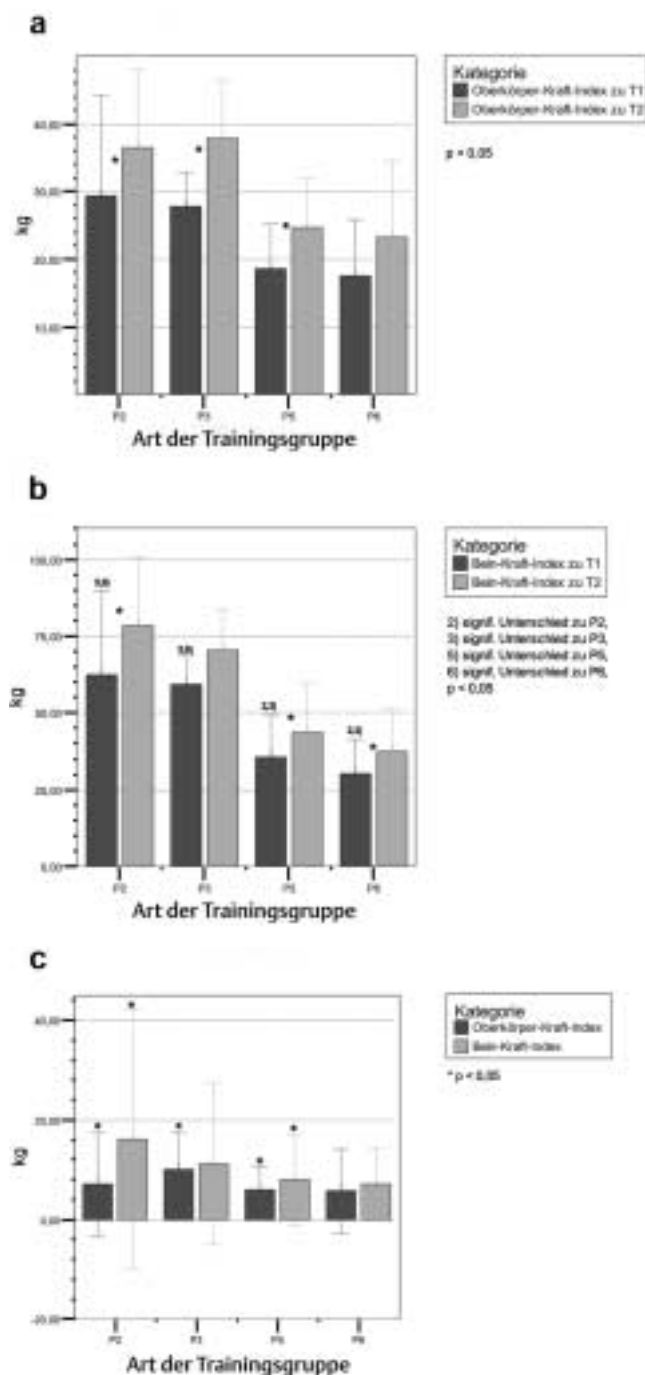 a
Kategorie
Oberkörper-Kraft-Index zu T1
Oberkörper-Kraft-Index zu T2
p < 0,05
40,00
30,00
20,00
10,00
kg
*
*
*
P2
P3
P5
P6
Art der Trainingsgruppe
b
Kategorie
Bein-Kraft-Index zu T1
Bein-Kraft-Index zu T2
2) signif. Unterschied zu P2,
3) signif. Unterschied zu P3,
5) signif. Unterschied zu P5,
6) signif. Unterschied zu P6,
p < 0,05
100,00
75,00
50,00
25,00
0,00
kg
*
*
*
P2
P3
P5
P6
Art der Trainingsgruppe
c
Kategorie
Oberkörper-Kraft-Index
Bein-Kraft-Index
* p < 0,05
40,00
20,00
0,00
-20,00
kg
*
*
*
*
*
P2
P3
P5
P6
Art der Trainingsgruppe